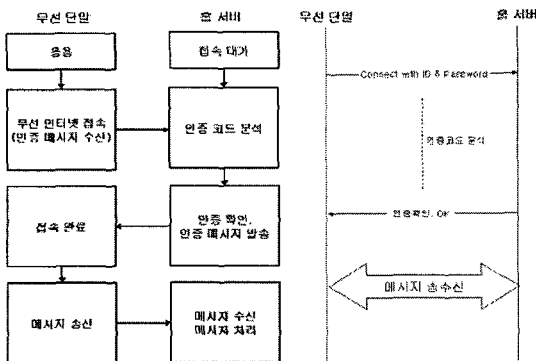 무선 단말
홈 서버
무선 단말
홈 서버
응용
접속 대기
Connect with ID & Password
무선 인터넷 접속
(인증 메시지 수신)
인증 코드 분석
인증코드 분석
접속 완료
인증 확인,
인증 메시지 발송
인증확인, OK
메시지 송수신
메시지 송신
메시지 수신
메시지 처리